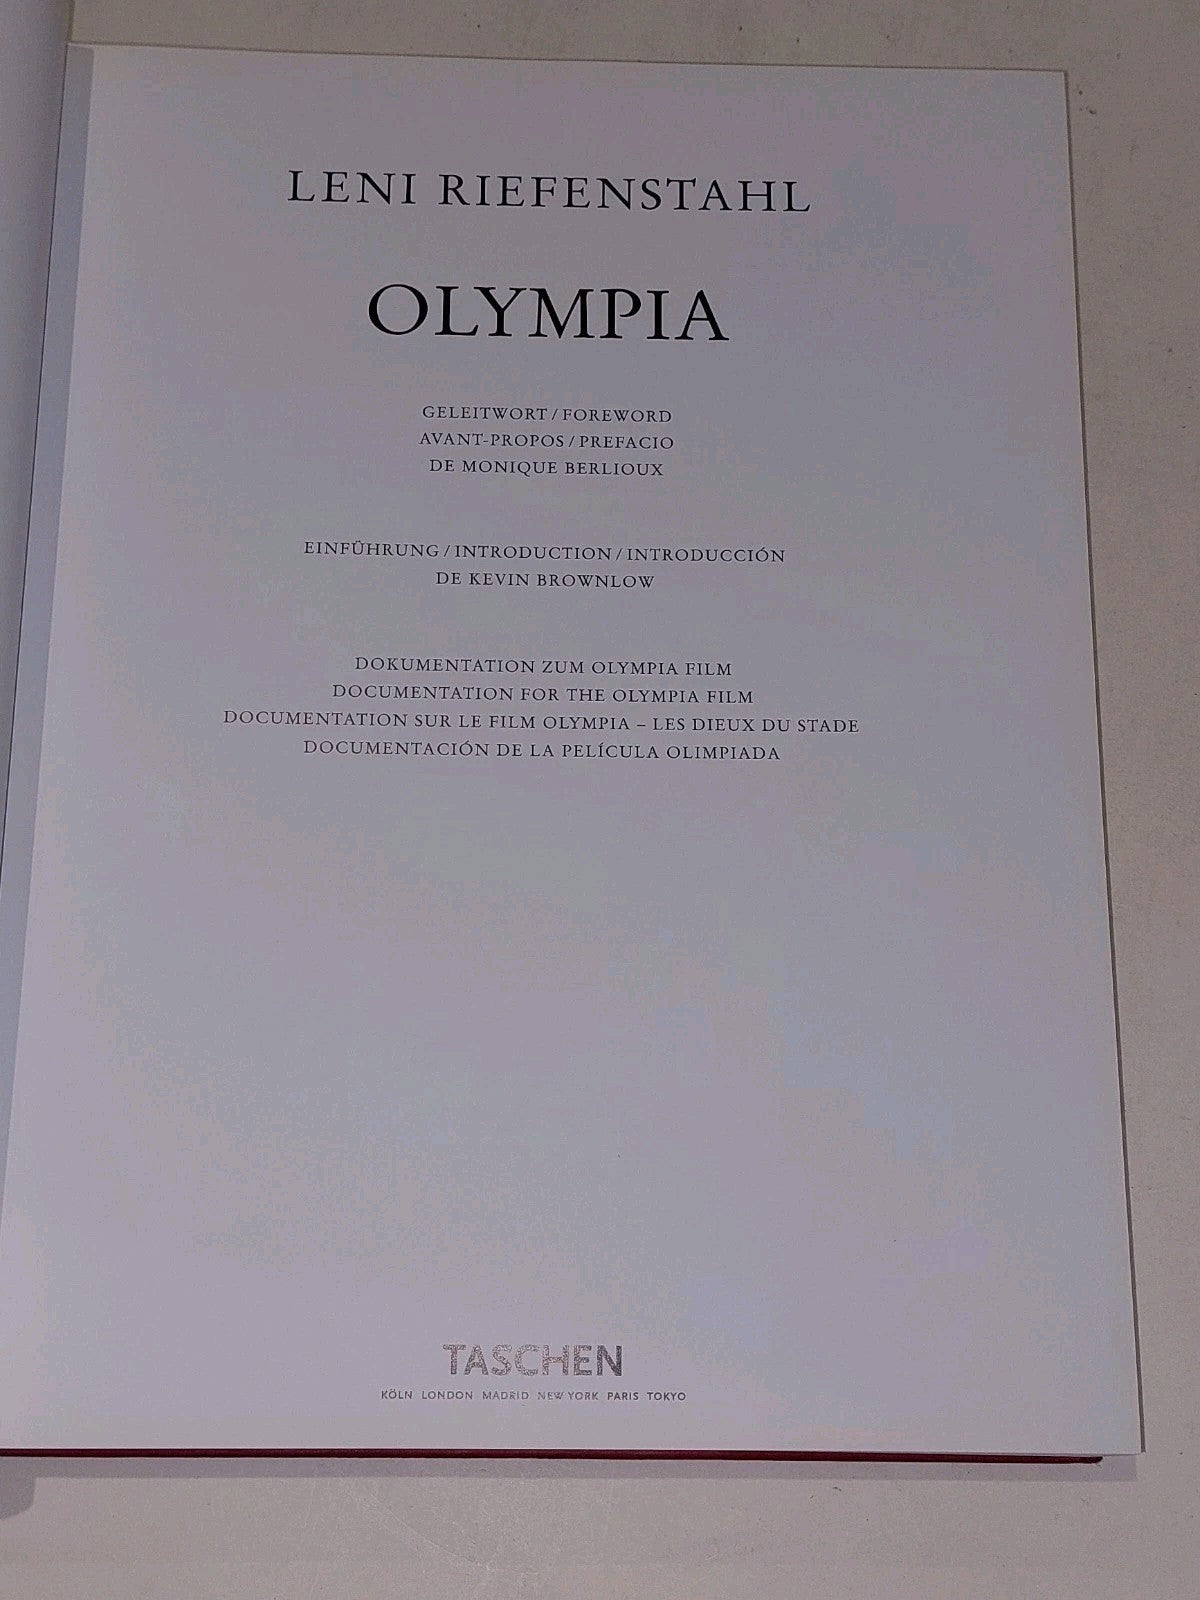 LENI RIEFENSTAHL
OLYMPIA
GELEITWORT / FOREWORD
AVANT-PROPOS / PREFACIO
DE MONIQUE BERLIOUX
EINFÜHRUNG / INTRODUCTION / INTRODUCCIÓN
DE KEVIN BROWNLOW
DOKUMENTATION ZUM OLYMPIA FILM
DOCUMENTATION FOR THE OLYMPIA FILM
DOCUMENTATION SUR LE FILM OLYMPIA – LES DIEUX DU STADE
DOCUMENTACIÓN DE LA PELÍCULA OLIMPIADA
TASCHEN
KÖLN LONDON MADRID NEW YORK PARIS TOKYO